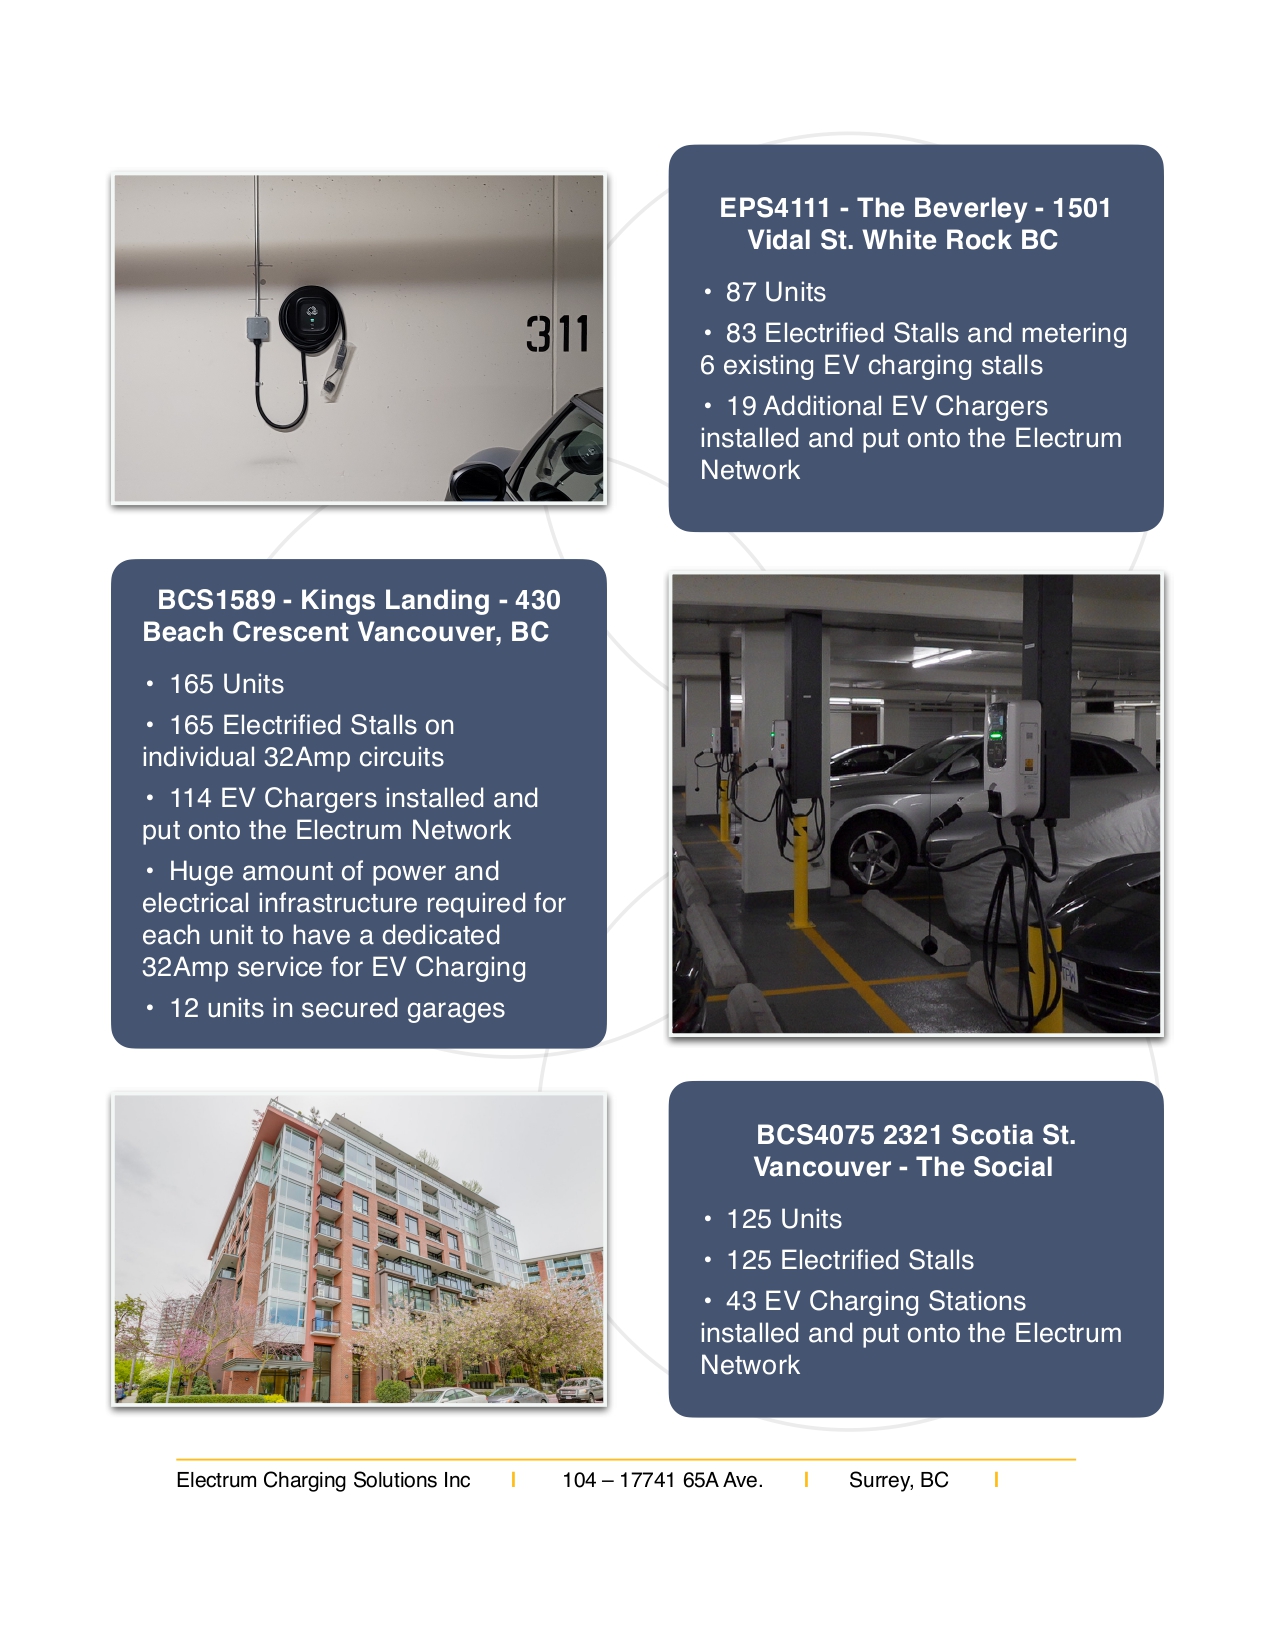 EPS4111 - The Beverley - 1501
Vidal St. White Rock BC
• 87 Units
• 83 Electrified Stalls and metering
6 existing EV charging stalls
• 19 Additional EV Chargers
installed and put onto the Electrum
Network
311
BCS1589 - Kings Landing - 430
Beach Crescent Vancouver, BC
• 165 Units
• 165 Electrified Stalls on
individual 32Amp circuits
• 114 EV Chargers installed and
put onto the Electrum Network
• Huge amount of power and
electrical infrastructure required for
each unit to have a dedicated
32Amp service for EV Charging
• 12 units in secured garages
BCS4075 2321 Scotia St.
Vancouver - The Social
• 125 Units
• 125 Electrified Stalls
• 43 EV Charging Stations
installed and put onto the Electrum
Network
Electrum Charging Solutions Inc | 104 – 17741 65A Ave. | Surrey, BC |